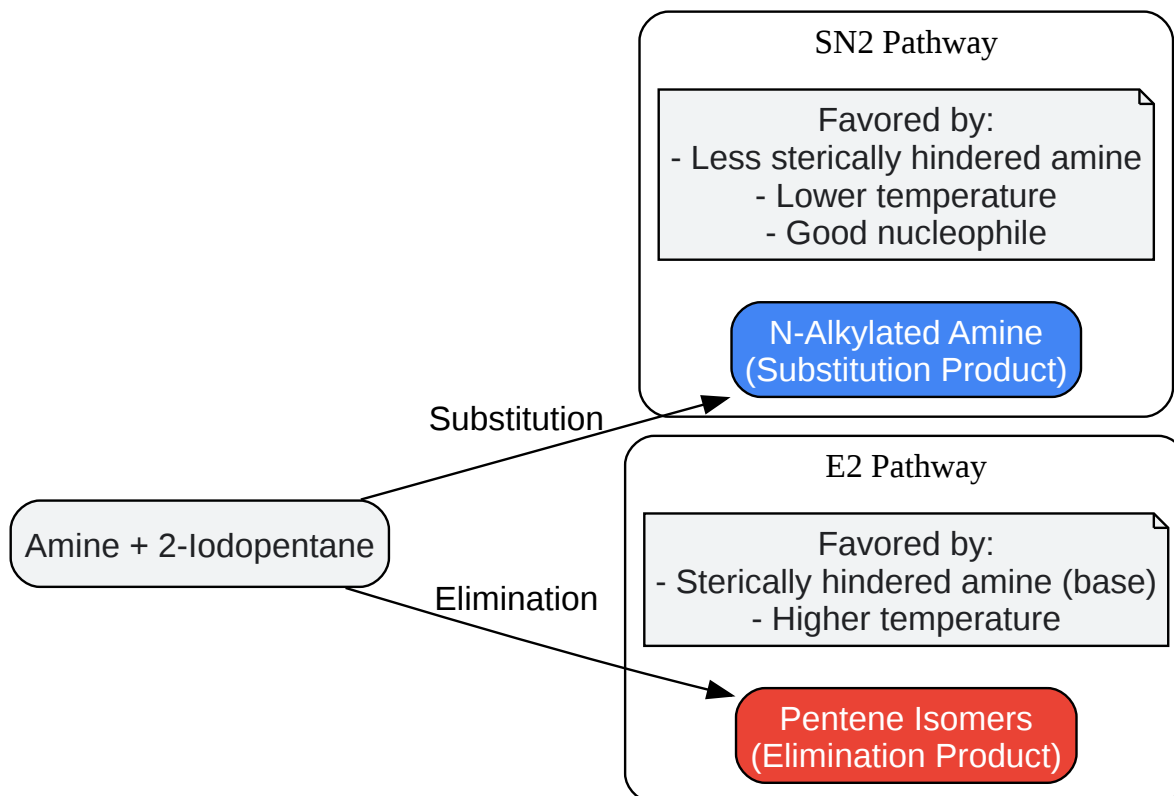 SN2 Pathway
Favored by:
- Less sterically hindered amine
- Lower temperature
- Good nucleophile
N-Alkylated Amine
(Substitution Product)
Substitution
E2 Pathway
Amine + 2-Iodopentane
Favored by:
- Sterically hindered amine (base)
- Higher temperature
Elimination
Pentene Isomers
(Elimination Product)